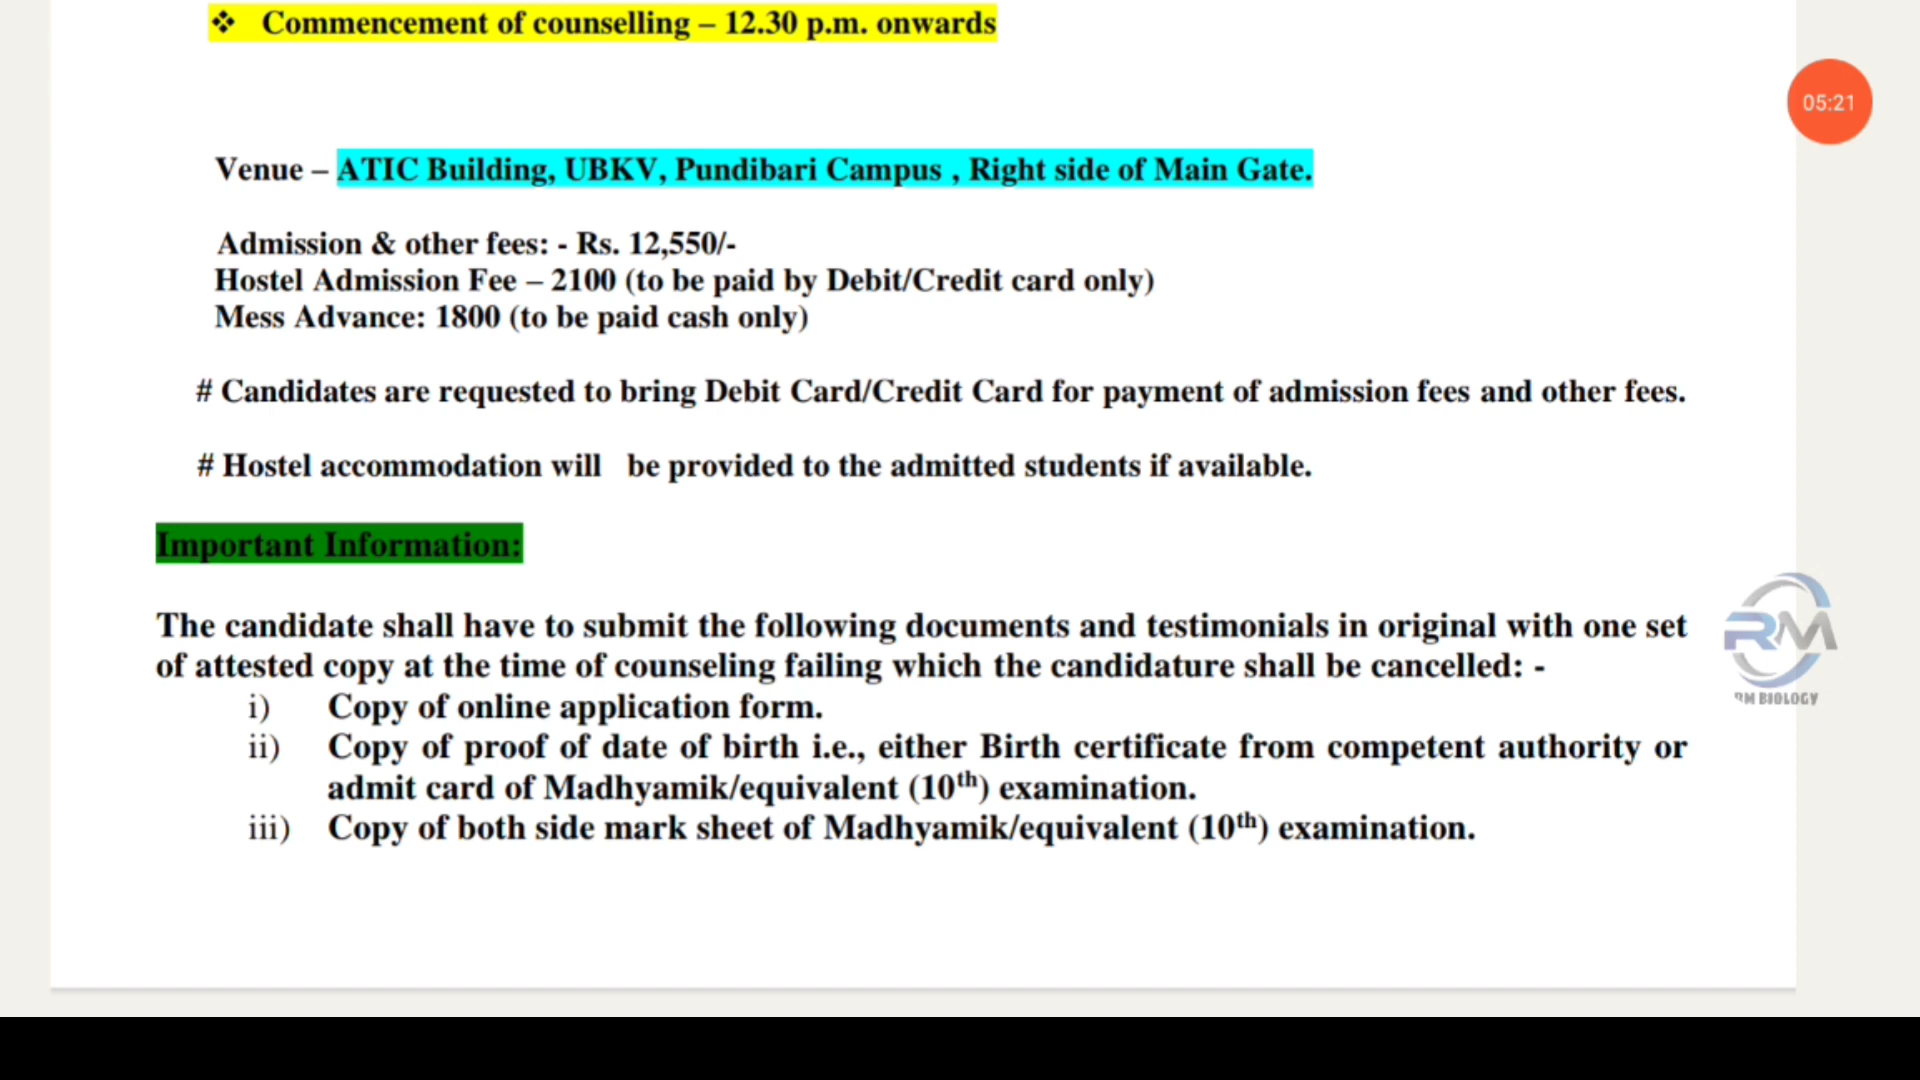 ❖ Commencement of counselling – 12.30 p.m. onwards
05:21
Venue – ATIC Building, UBKV, Pundibari Campus , Right side of Main Gate.
Admission & other fees: - Rs. 12,550/-
Hostel Admission Fee – 2100 (to be paid by Debit/Credit card only)
Mess Advance: 1800 (to be paid cash only)
# Candidates are requested to bring Debit Card/Credit Card for payment of admission fees and other fees.
# Hostel accommodation will be provided to the admitted students if available.
Important Information:
The candidate shall have to submit the following documents and testimonials in original with one set
of attested copy at the time of counseling failing which the candidature shall be cancelled: -
i) Copy of online application form.
ii) Copy of proof of date of birth i.e., either Birth certificate from competent authority or
admit card of Madhyamik/equivalent (10th) examination.
iii) Copy of both side mark sheet of Madhyamik/equivalent (10th) examination.
RM
RM BIOLOGY